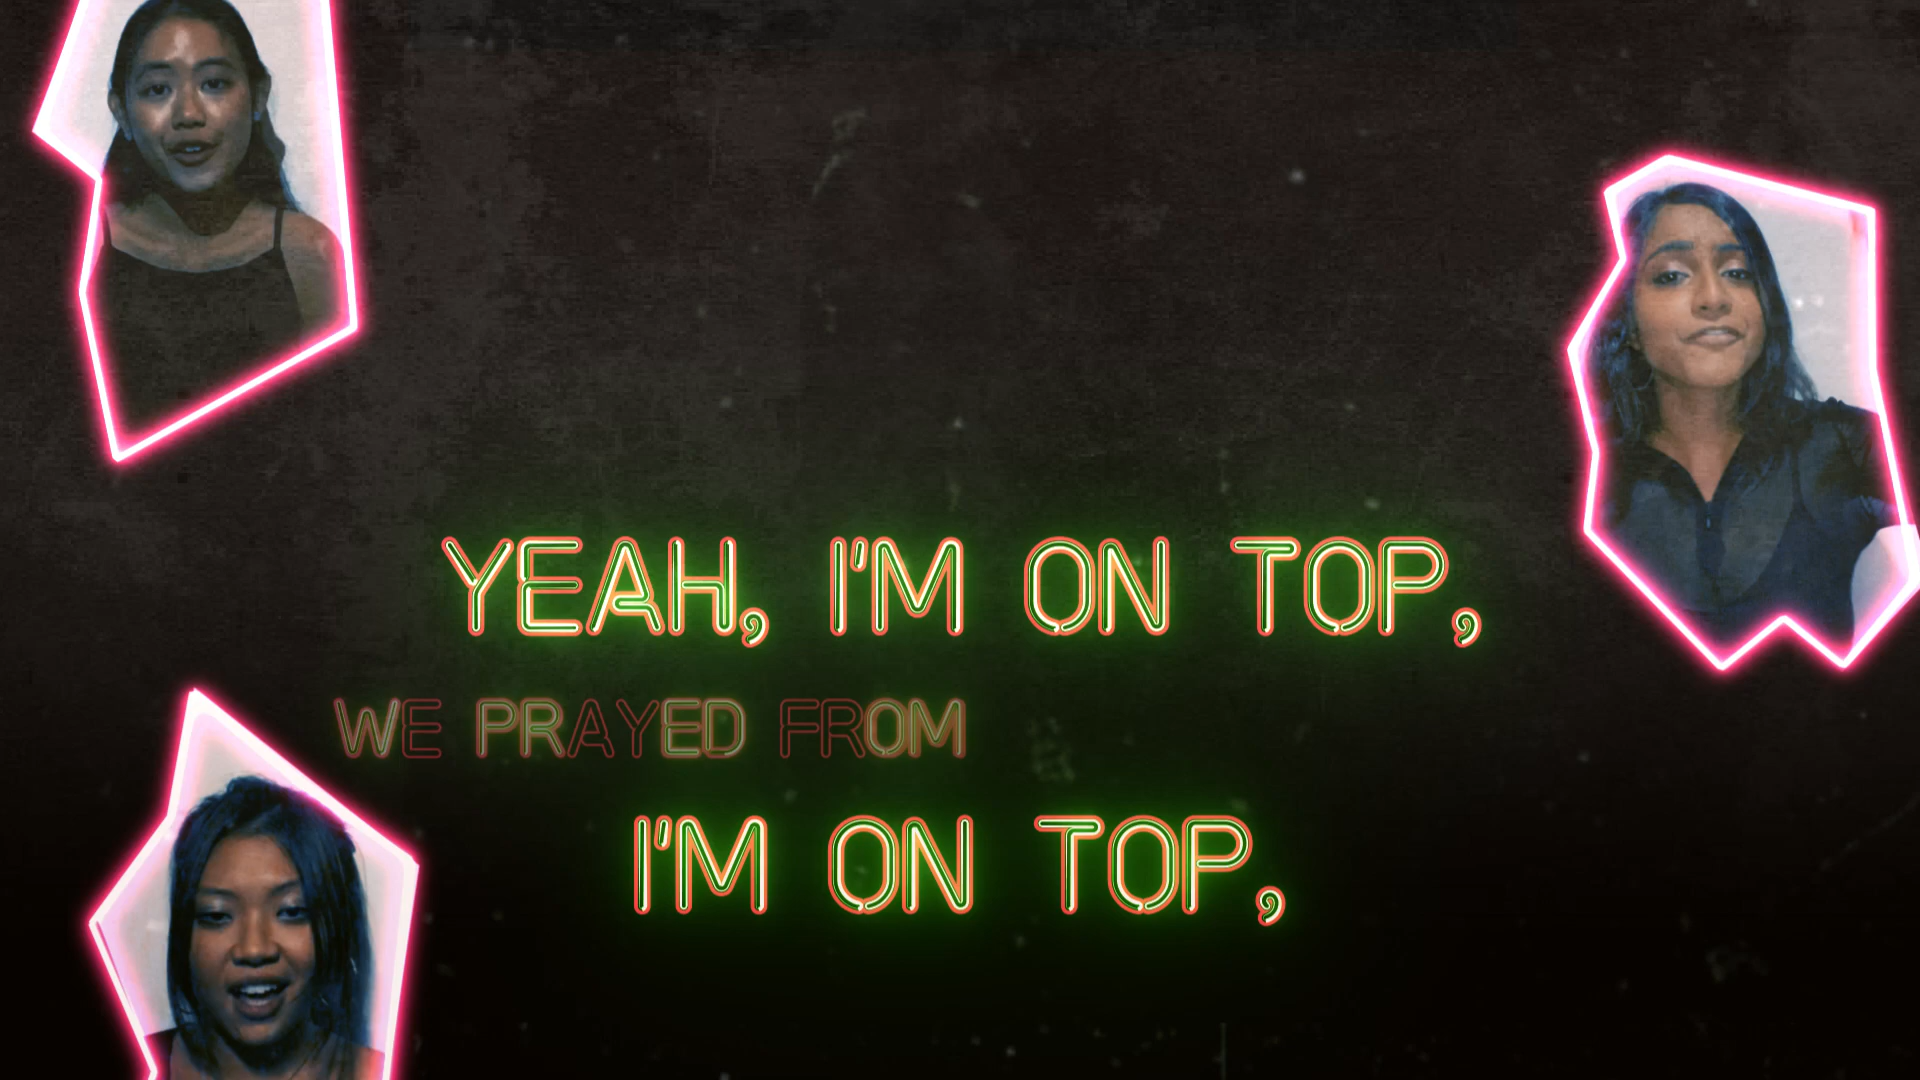 YEAH, I'M ON TOP,
WE PRAYED FROM
I'M ON TOP,